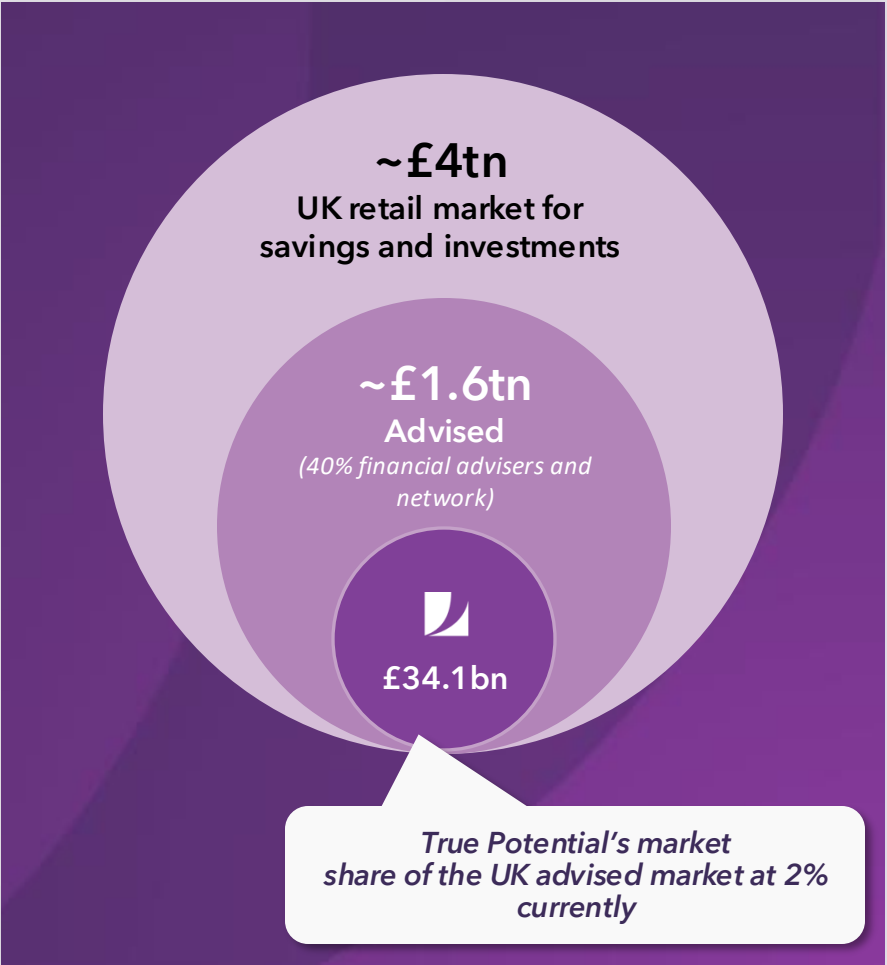 ~£4tn
UK retail market for
savings and investments
~£1.6tn
Advised
(40% financial advisers and
network)
£34.1bn
True Potential’s market
share of the UK advised market at 2%
currently